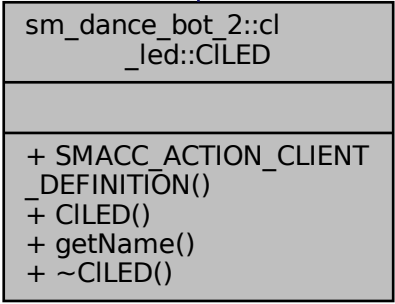 sm_dance_bot_2::cl
_led::ClLED
+ SMACC_ACTION_CLIENT
_DEFINITION()
+ ClLED()
+ getName()
+ ~ClLED()